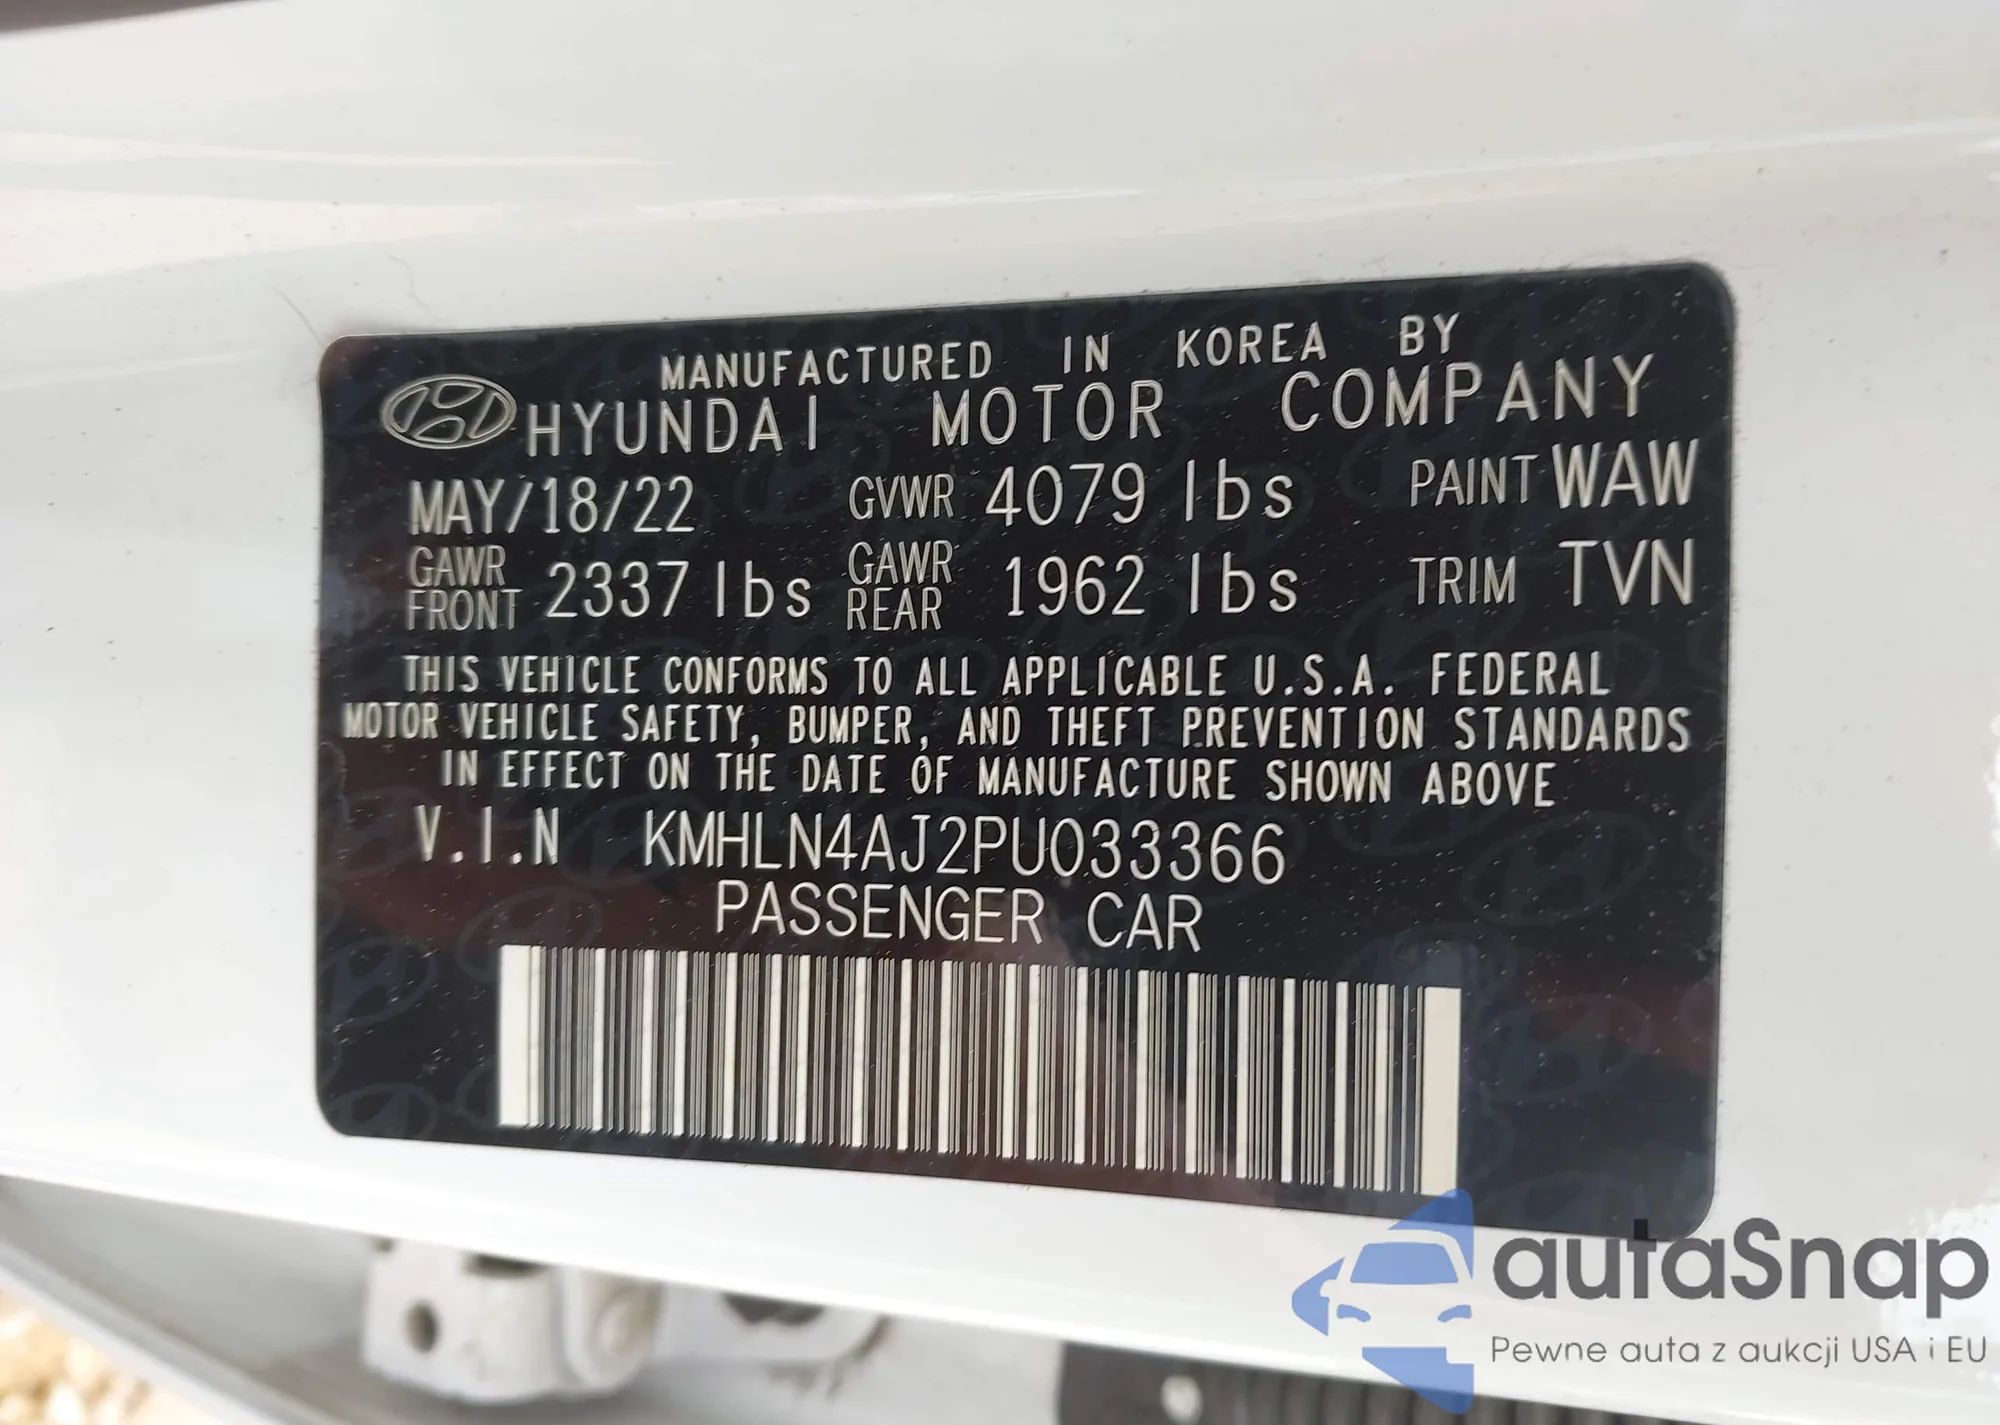 MANUFACTURED IN KOREA BY
HYUNDAI MOTOR COMPANY
MAY/18/22 GVWR 4079 lbs PAINT WAW
GAWR FRONT 2337 lbs GAWR REAR 1962 lbs TRIM TVN
THIS VEHICLE CONFORMS TO ALL APPLICABLE U.S.A. FEDERAL
MOTOR VEHICLE SAFETY, BUMPER, AND THEFT PREVENTION STANDARDS
IN EFFECT ON THE DATE OF MANUFACTURE SHOWN ABOVE
V.I.N KMHLN4AJ2PU033366
PASSENGER CAR
autaSnap
Pewne auta z aukcji USA i EU